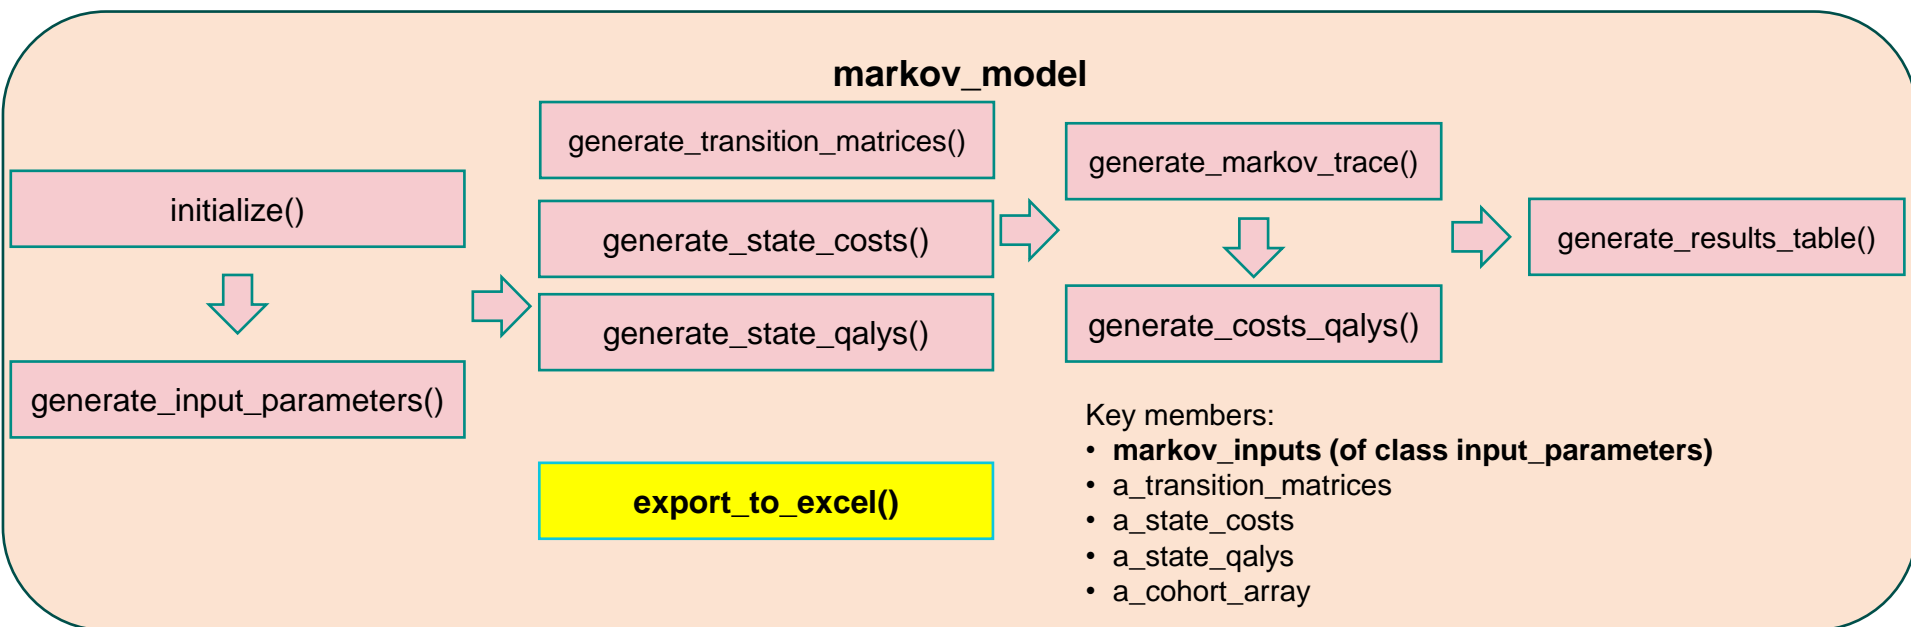 markov_model
initialize()
generate_input_parameters()
generate_transition_matrices()
generate_state_costs()
generate_state_qalys()
export_to_excel()
generate_markov_trace()
generate_costs_qalys()
generate_results_table()
Key members:
• markov_inputs (of class input_parameters)
• a_transition_matrices
• a_state_costs
• a_state_qalys
• a_cohort_array